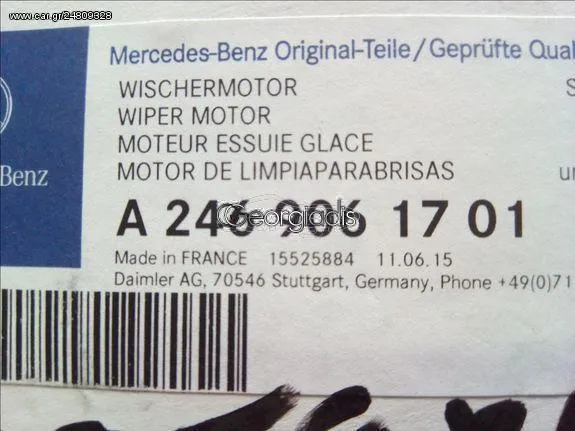 www.car.gr/24809328
Mercedes-Benz Original-Teile/Geprüfte
WISCHERMOTOR
WIPER MOTOR
MOTEUR ESSUIE GLACE
MOTOR DE LIMPIAPARABRISAS
Benz
A 246 906 17 01
Georgiadis
Made in FRANCE 15525884 11.06.15
Daimler AG, 70546 Stuttgart, Germany, Phone +49(0)71